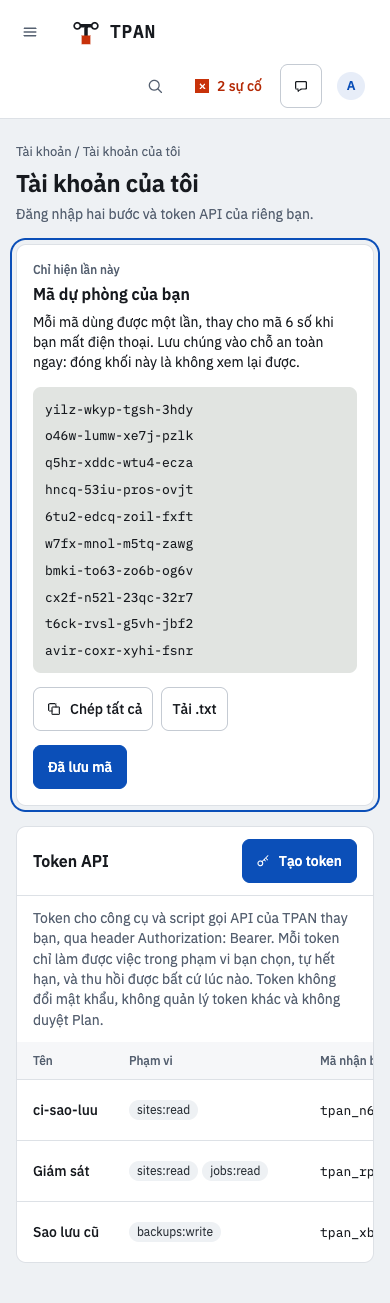 TPAN
2 sự cố
A
Tài khoản / Tài khoản của tôi
Tài khoản của tôi
Đăng nhập hai bước và token API của riêng bạn.
Chỉ hiện lần này
Mã dự phòng của bạn
Mỗi mã dùng được một lần, thay cho mã 6 số khi
bạn mất điện thoại. Lưu chúng vào chỗ an toàn
ngay: đóng khối này là không xem lại được.
yilz-wkyp-tgsh-3hdy
o46w-lumw-xe7j-pzlk
q5hr-xddc-wtu4-ecza
hncq-53iu-pros-ovjt
6tu2-edcq-zoil-fxft
w7fx-mnol-m5tq-zawg
bmki-to63-zo6b-og6v
cx2f-n52l-23qc-32r7
t6ck-rvsl-g5vh-jbf2
avir-coxr-xyhi-fsnr
Chép tất cả
Tải .txt
Đã lưu mã
Token API
Tạo token
Token cho công cụ và script gọi API của TPAN thay
bạn, qua header Authorization: Bearer. Mỗi token
chỉ làm được việc trong phạm vi bạn chọn, tự hết
hạn, và thu hồi được bất cứ lúc nào. Token không
đổi mật khẩu, không quản lý token khác và không
duyệt Plan.
Tên Phạm vi Mã nhận b
ci-sao-luu sites:read tpan_n6
Giám sát sites:read jobs:read tpan_rp
Sao lưu cũ backups:write tpan_xb